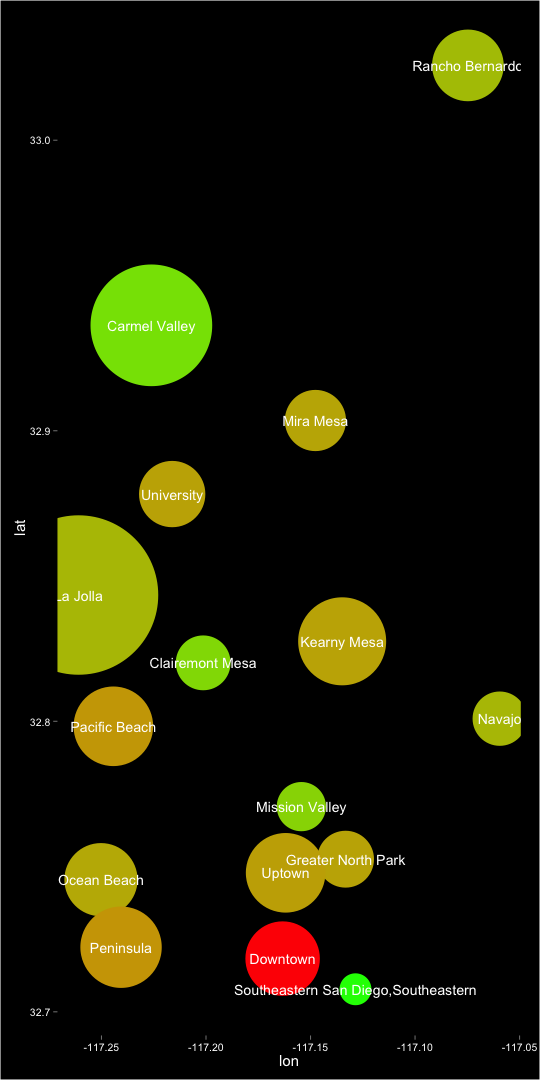 Rancho Bernardo
33.0
Carmel Valley
Mira Mesa
32.9
University
lat
La Jolla
Kearny Mesa
Clairemont Mesa
Navajo
32.8
Pacific Beach
Mission Valley
Greater North Park
Uptown
Ocean Beach
Peninsula
Downtown
Southeastern San Diego,Southeastern
32.7
-117.25
-117.20
-117.15
-117.10
-117.05
lon